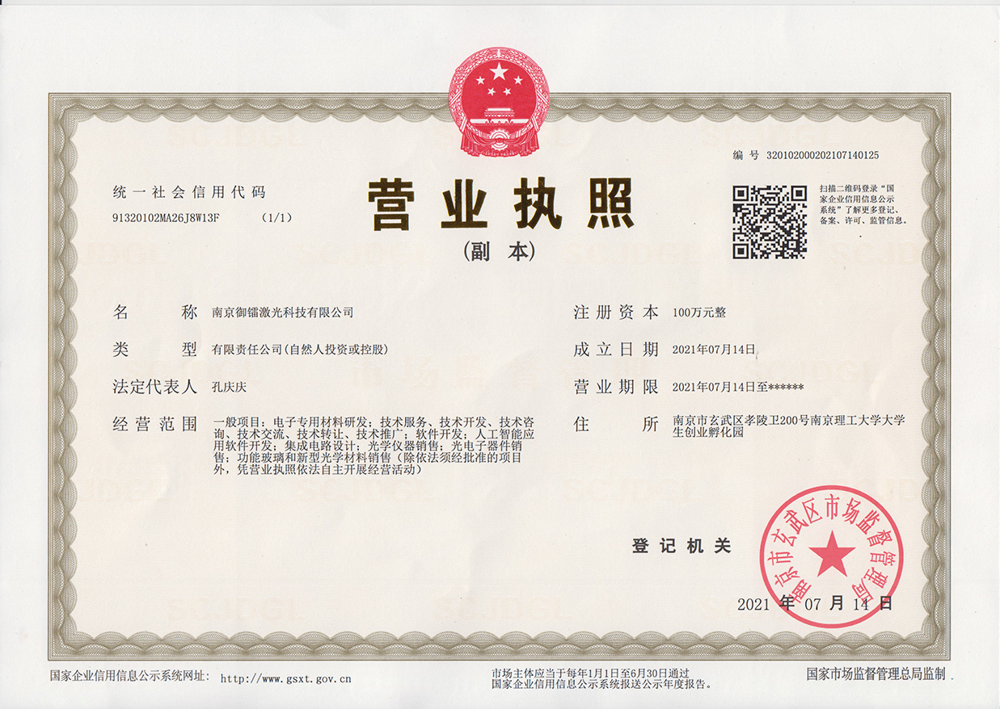 编 号 320102000202107140125
统一社会信用代码
91320102MA26J8W13F （1/1）
营业执照
（副 本）
扫描二维码登录“国
家企业信用信息公示
系统”了解更多登记、
备案、许可、监管信息。
名 称 南京御镭激光科技有限公司
类 型 有限责任公司(自然人投资或控股)
法定代表人 孔庆庆
经营范围 一般项目：电子专用材料研发；技术服务、技术开发、技术咨
询、技术交流、技术转让、技术推广；软件开发；人工智能应
用软件开发；集成电路设计；光学仪器销售；光电子器件销
售；功能玻璃和新型光学材料销售（除依法须经批准的项目
外，凭营业执照依法自主开展经营活动）
注册资本 100万元整
成立日期 2021年07月14日
营业期限 2021年07月14日至******
住 所 南京市玄武区孝陵卫200号南京理工大学大学
生创业孵化园
登记机关
南京市玄武区市场监督管理局
2021 年 07 月 14 日
国家企业信用信息公示系统网址： http://www.gsxt.gov.cn
市场主体应当于每年1月1日至6月30日通过
国家企业信用信息公示系统报送公示年度报告。
国家市场监督管理总局监制